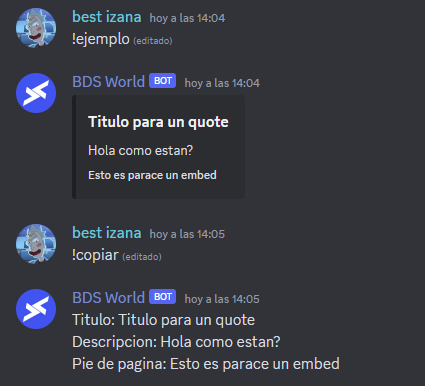 best izana hoy a las 14:04
!ejemplo (editado)
BDS World BOT hoy a las 14:04
Titulo para un quote
Hola como estan?
Esto es parace un embed
best izana hoy a las 14:05
!copiar (editado)
BDS World BOT hoy a las 14:05
Titulo: Titulo para un quote
Descripcion: Hola como estan?
Pie de pagina: Esto es parace un embed